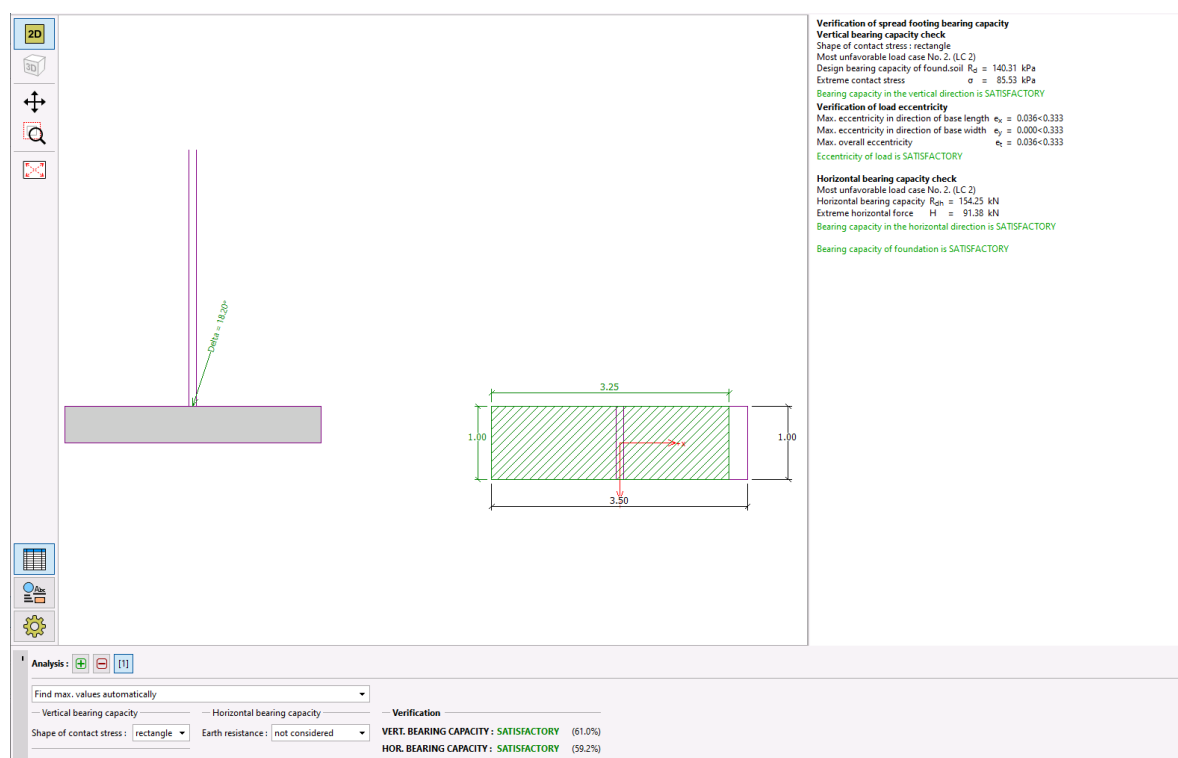 2D
3D
Verification of spread footing bearing capacity
Vertical bearing capacity check
Shape of contact stress : rectangle
Most unfavorable load case No. 2. (LC 2)
Design bearing capacity of found.soil Rd = 140.31 kPa
Extreme contact stress σ = 85.53 kPa
Bearing capacity in the vertical direction is SATISFACTORY
Verification of load eccentricity
Max. eccentricity in direction of base length ex = 0.036<0.333
Max. eccentricity in direction of base width ey = 0.000<0.333
Max. overall eccentricity et = 0.036<0.333
Eccentricity of load is SATISFACTORY
Horizontal bearing capacity check
Most unfavorable load case No. 2. (LC 2)
Horizontal bearing capacity Rdh = 154.25 kN
Extreme horizontal force H = 91.38 kN
Bearing capacity in the horizontal direction is SATISFACTORY
Bearing capacity of foundation is SATISFACTORY
Delta = 18.20°
3.25
1.00
x
1.00
3.50
Abc
Analysis : [1]
Find max. values automatically
Vertical bearing capacity Horizontal bearing capacity Verification
Shape of contact stress : rectangle Earth resistance : not considered VERT. BEARING CAPACITY : SATISFACTORY (61.0%)
HOR. BEARING CAPACITY : SATISFACTORY (59.2%)